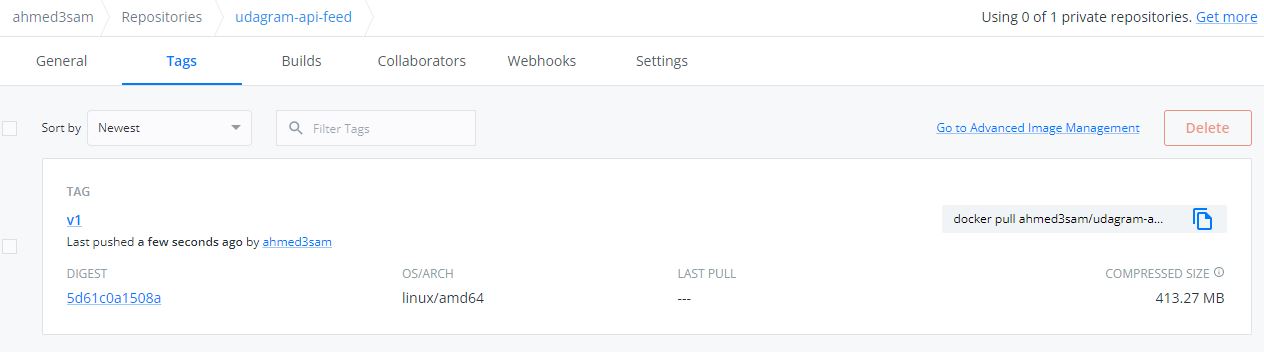 ahmed3sam Repositories udagram-api-feed Using 0 of 1 private repositories. Get more
General Tags Builds Collaborators Webhooks Settings
Sort by Newest Filter Tags Go to Advanced Image Management Delete
TAG
v1
docker pull ahmed3sam/udagram-a...
Last pushed a few seconds ago by ahmed3sam
DIGEST OS/ARCH LAST PULL COMPRESSED SIZE
5d61c0a1508a linux/amd64 --- 413.27 MB